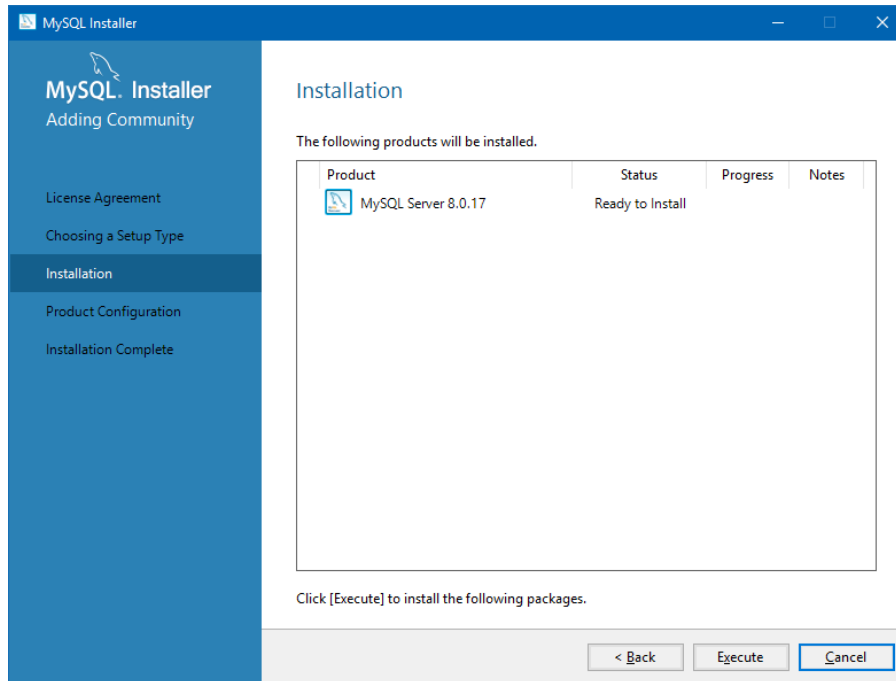 MySQL Installer
MySQL. Installer
Adding Community
License Agreement
Choosing a Setup Type
Installation
Product Configuration
Installation Complete
Installation
The following products will be installed.
Product Status Progress Notes
MySQL Server 8.0.17 Ready to Install
Click [Execute] to install the following packages.
< Back Execute Cancel